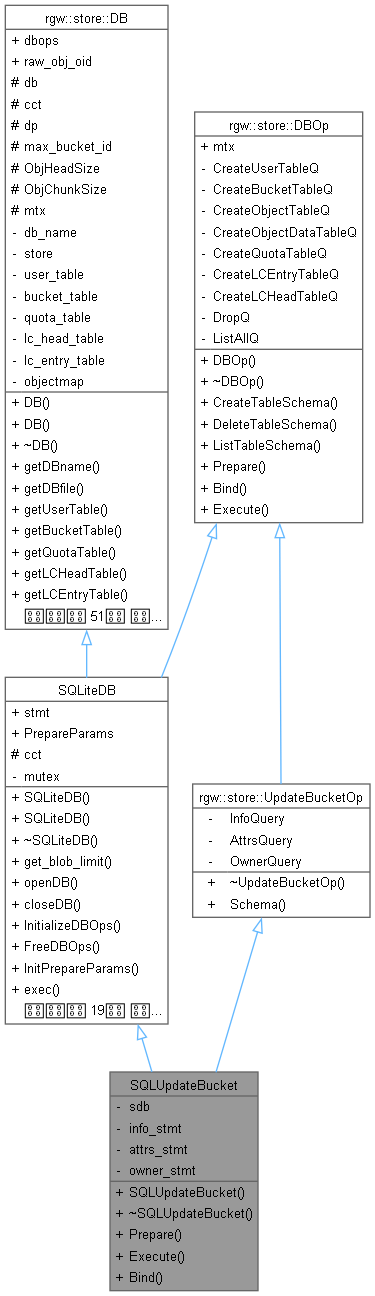 rgw::store::DB
+ dbops
+ raw_obj_oid
# db
# cct
# dp
# max_bucket_id
# ObjHeadSize
# ObjChunkSize
# mtx
- db_name
- store
- user_table
- bucket_table
- quota_table
- lc_head_table
- lc_entry_table
- objectmap
+ DB()
+ DB()
+ ~DB()
+ getDBname()
+ getDBfile()
+ getUserTable()
+ getBucketTable()
+ getQuotaTable()
+ getLCHeadTable()
+ getLCEntryTable()
51 ...
rgw::store::DBOp
+ mtx
- CreateUserTableQ
- CreateBucketTableQ
- CreateObjectTableQ
- CreateObjectDataTableQ
- CreateQuotaTableQ
- CreateLCEntryTableQ
- CreateLCHeadTableQ
- DropQ
- ListAllQ
+ DBOp()
+ ~DBOp()
+ CreateTableSchema()
+ DeleteTableSchema()
+ ListTableSchema()
+ Prepare()
+ Bind()
+ Execute()
SQLiteDB
+ stmt
+ PrepareParams
# cct
- mutex
+ SQLiteDB()
+ SQLiteDB()
+ ~SQLiteDB()
+ get_blob_limit()
+ openDB()
+ closeDB()
+ InitializeDBOps()
+ FreeDBOps()
+ InitPrepareParams()
+ exec()
19 ...
rgw::store::UpdateBucketOp
- InfoQuery
- AttrsQuery
- OwnerQuery
+ ~UpdateBucketOp()
+ Schema()
SQLUpdateBucket
- sdb
- info_stmt
- attrs_stmt
- owner_stmt
+ SQLUpdateBucket()
+ ~SQLUpdateBucket()
+ Prepare()
+ Execute()
+ Bind()